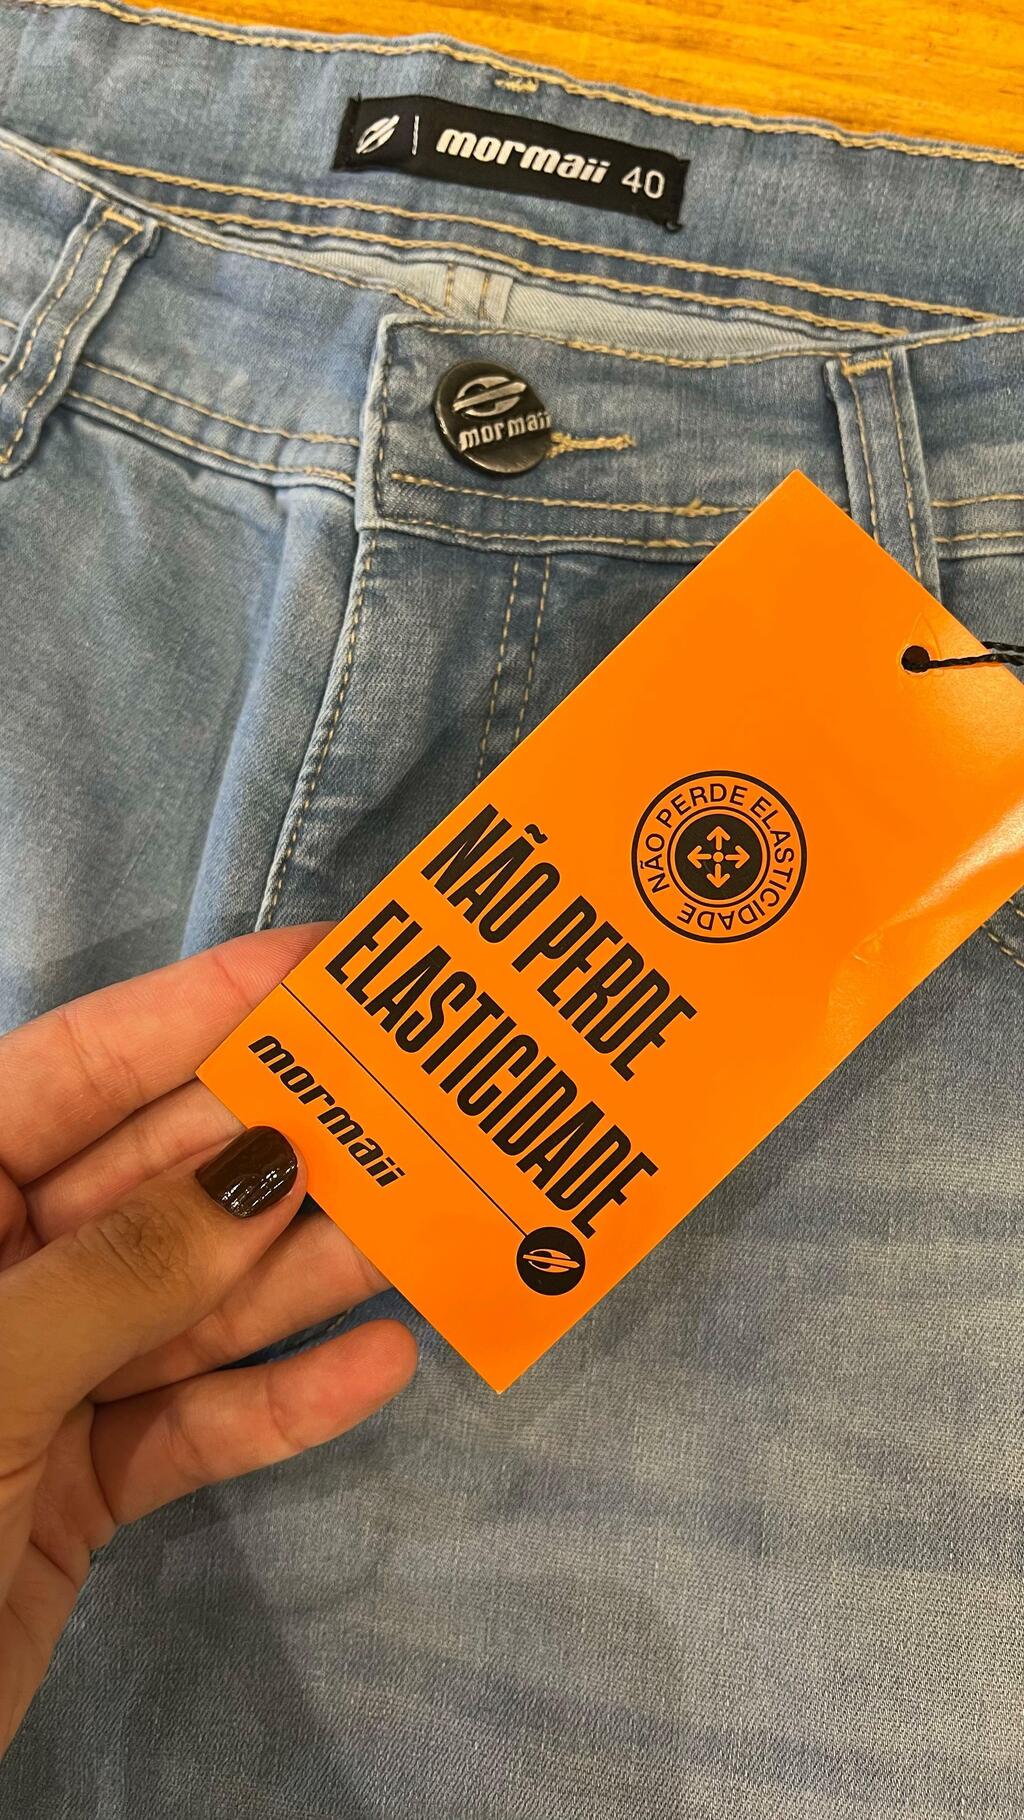 mormaii 40
mormaii
NÃO PERDE ELASTICIDADE
NÃO PERDE
ELASTICIDADE
mormaii